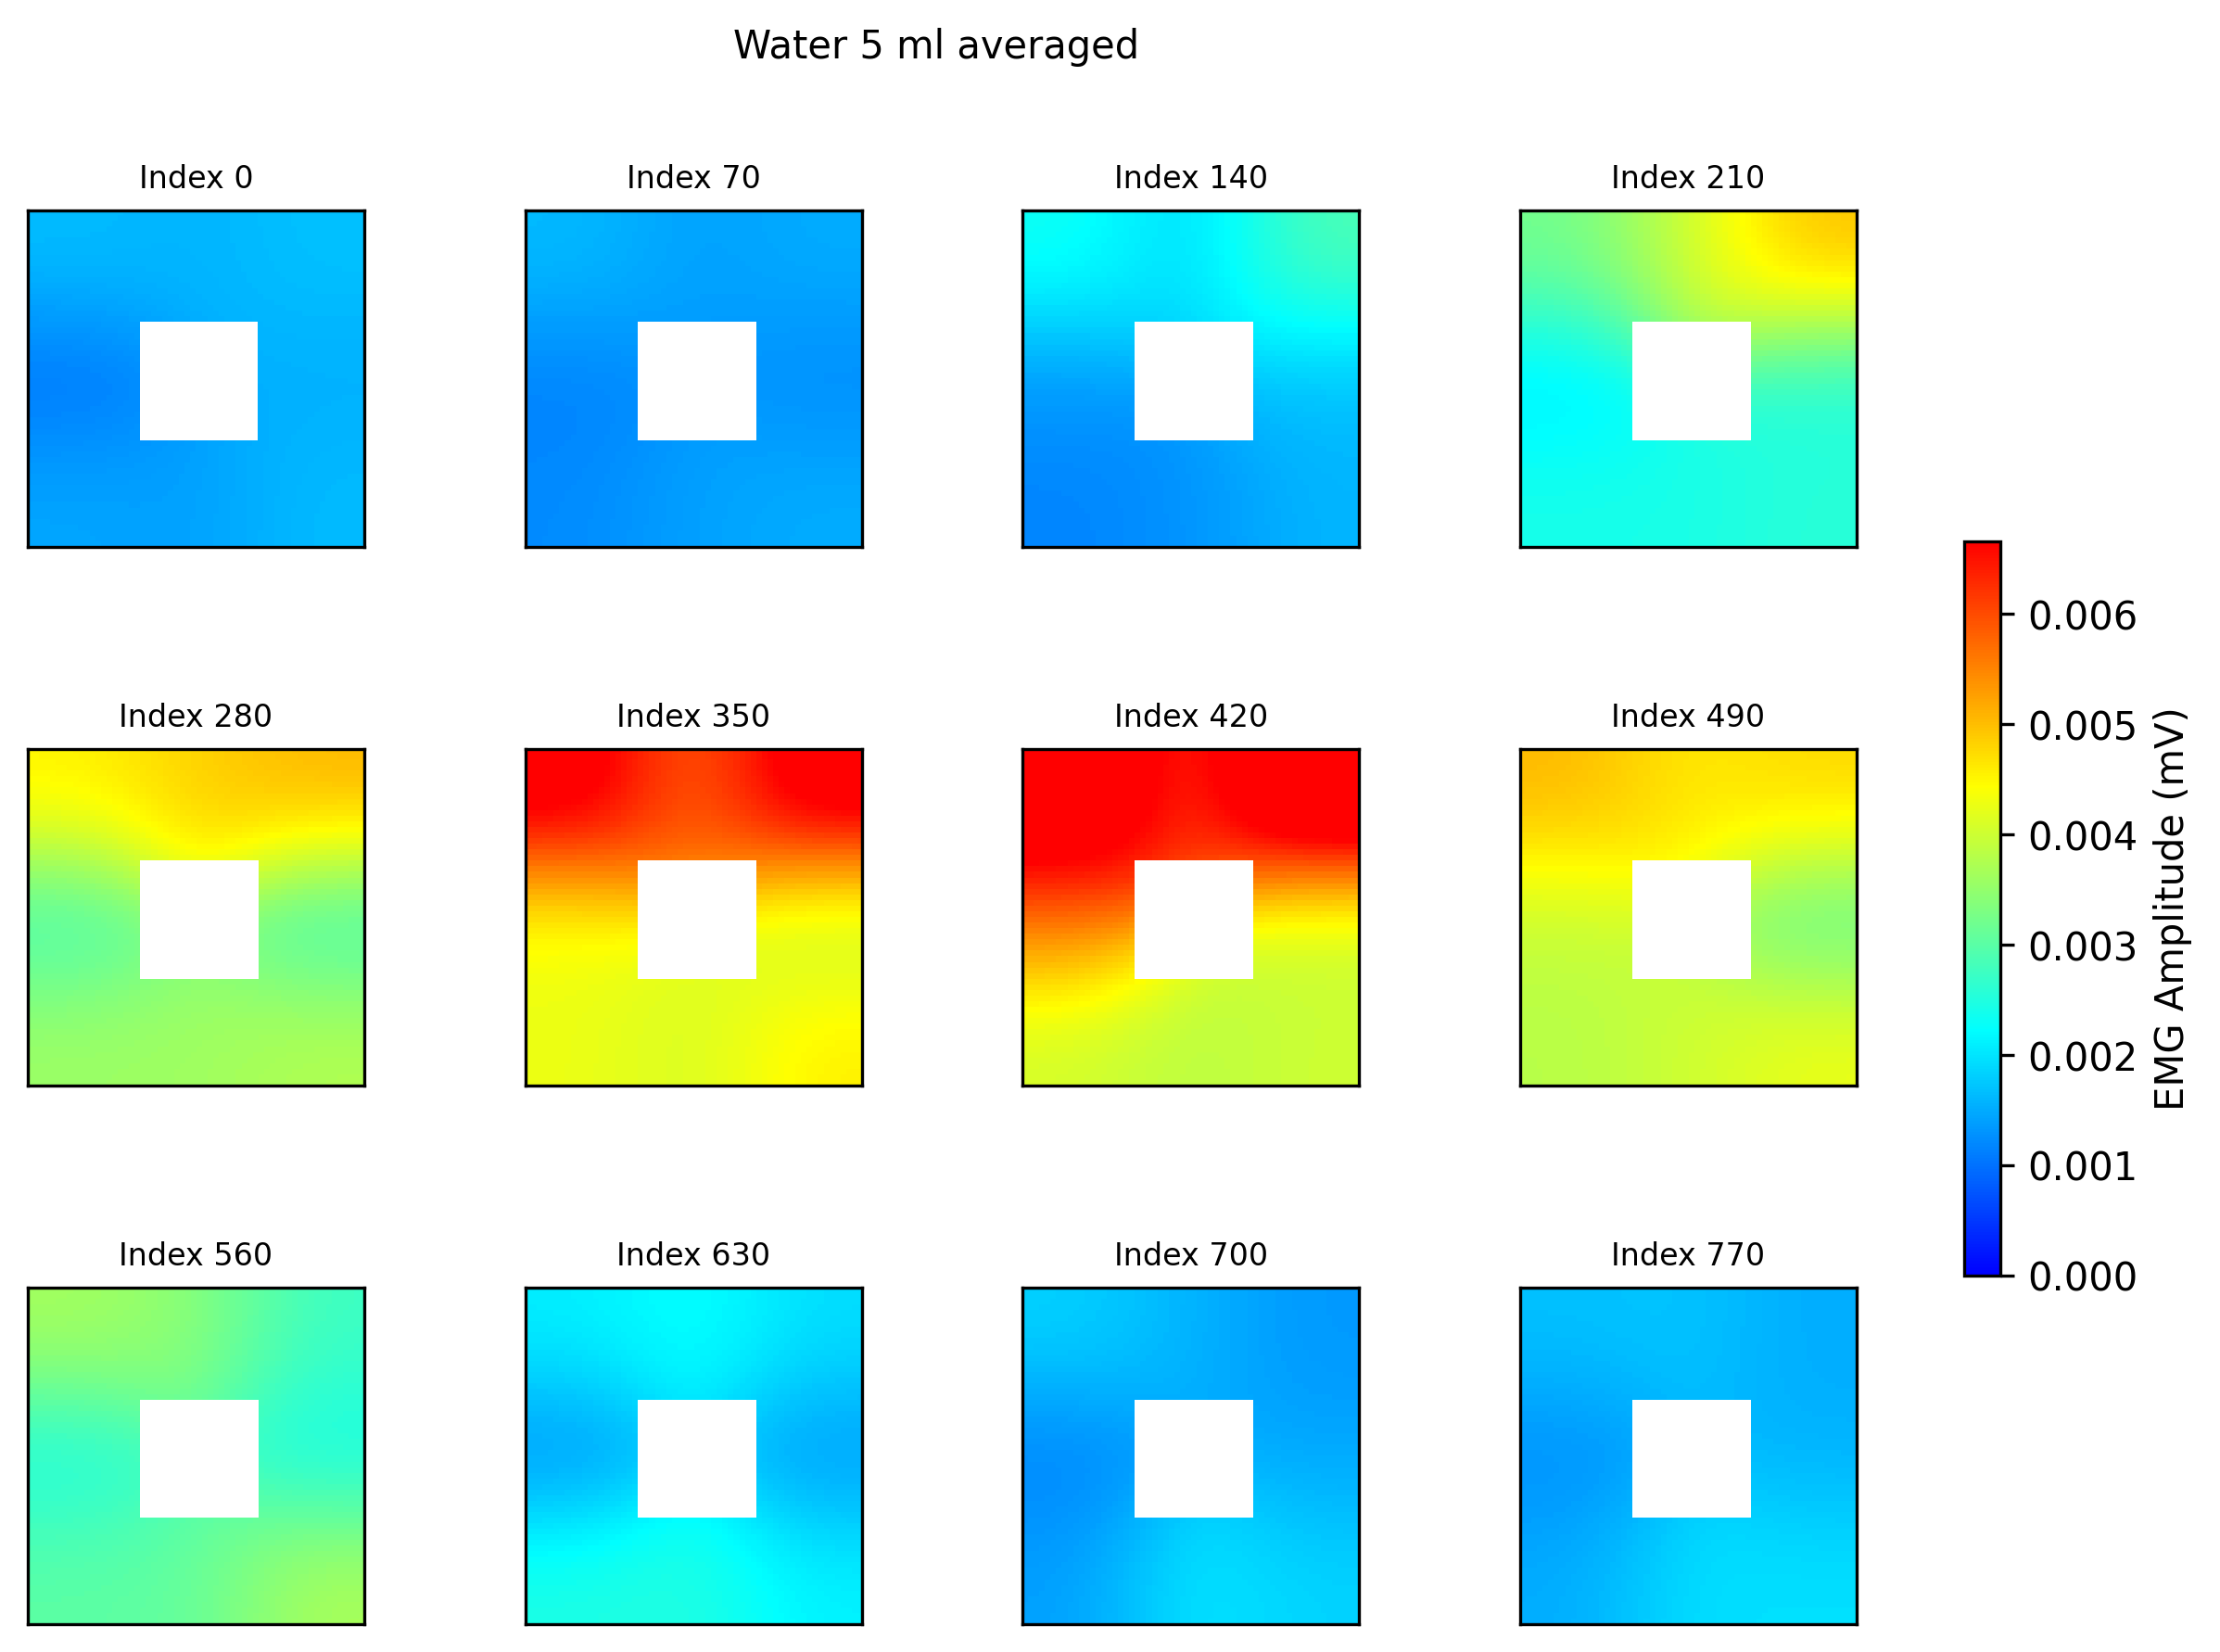 Water 5 ml averaged
Index 0
Index 70
Index 140
Index 210
Index 280
Index 350
Index 420
Index 490
Index 560
Index 630
Index 700
Index 770
0.006
0.005
0.004
0.003
0.002
0.001
0.000
EMG Amplitude (mV)